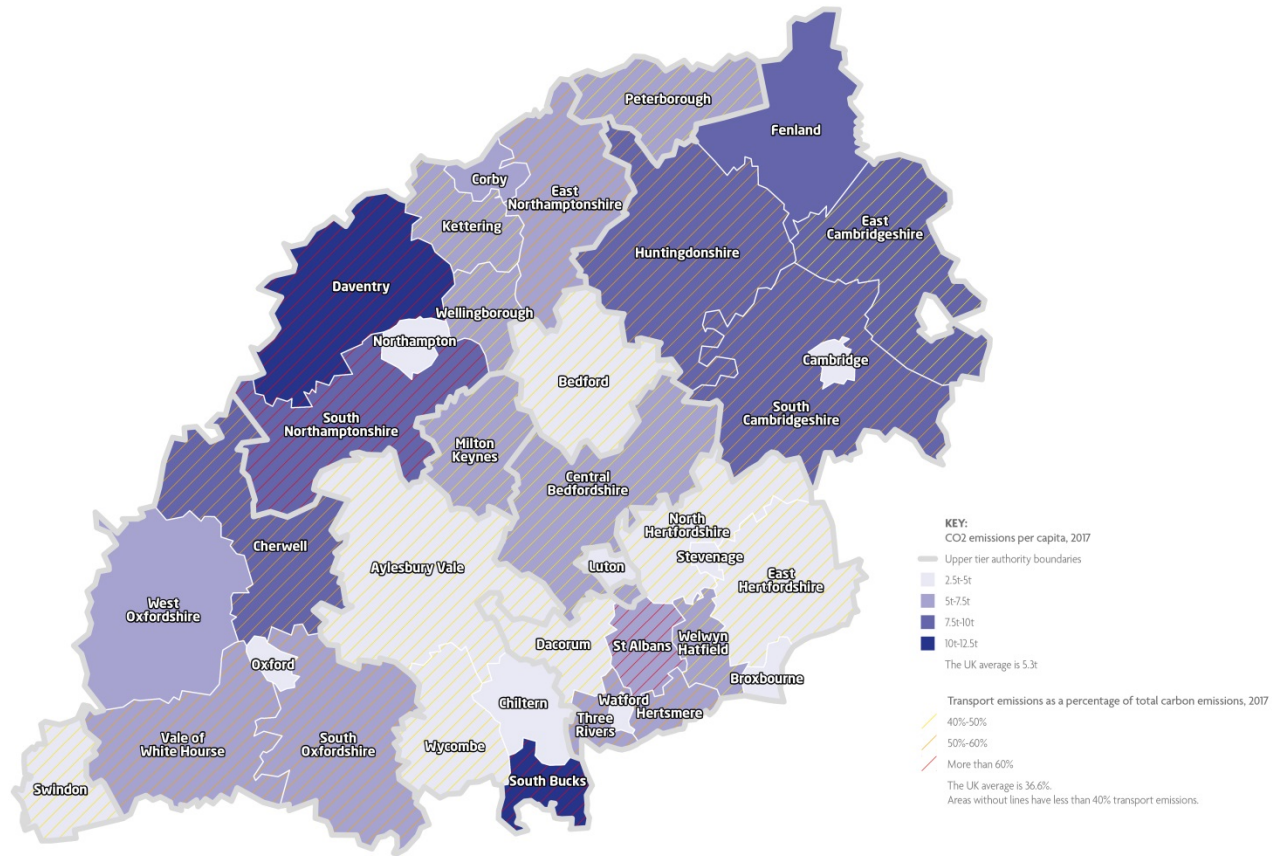 Peterborough
Fenland
Corby
East
Northamptonshire
Kettering
East
Cambridgeshire
Huntingdonshire
Daventry
Wellingborough
Northampton
Cambridge
Bedford
South
Cambridgeshire
South
Northamptonshire
Milton
Keynes
Central
Bedfordshire
North
Hertfordshire
Cherwell
Stevenage
Aylesbury Vale
Luton
East
Hertfordshire
West
Oxfordshire
Dacorum
St Albans
Welwyn
Hatfield
Oxford
Broxbourne
Chiltern
Watford
Three
Rivers
Hertsmere
Vale of
White Hourse
South
Oxfordshire
Wycombe
South Bucks
Swindon
KEY:
CO2 emissions per capita, 2017
Upper tier authority boundaries
2.5t-5t
5t-7.5t
7.5t-10t
10t-12.5t
The UK average is 5.3t
Transport emissions as a percentage of total carbon emissions, 2017
40%-50%
50%-60%
More than 60%
The UK average is 36.6%.
Areas without lines have less than 40% transport emissions.